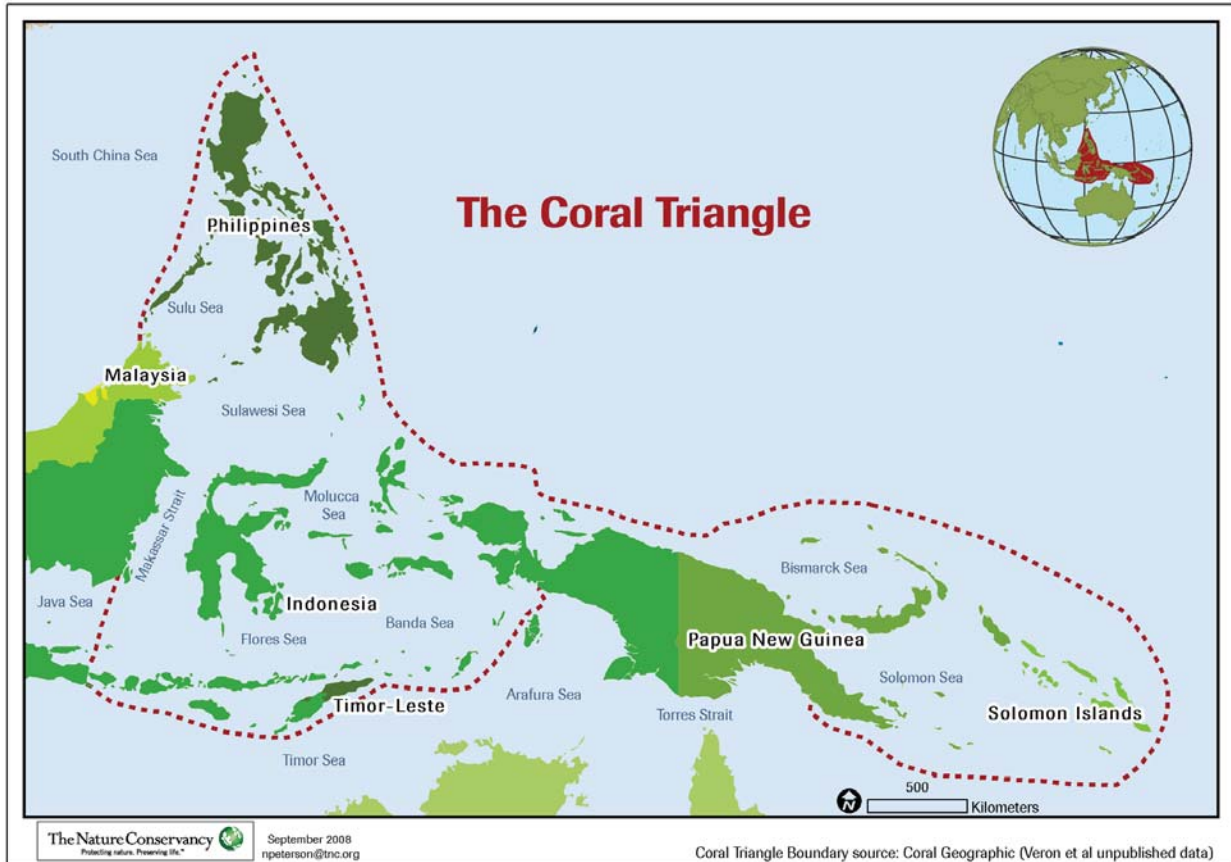 The Coral Triangle
South China Sea
Philippines
Sulu Sea
Malaysia
Sulawesi Sea
Molucca
Sea
Makassar Strait
Java Sea
Indonesia
Flores Sea
Banda Sea
Bismarck Sea
Papua New Guinea
Solomon Sea
Arafura Sea
Timor-Leste
Torres Strait
Solomon Islands
Timor Sea
N
500
Kilometers
The Nature Conservancy
Protecting nature. Preserving life.™
September 2008
npeterson@tnc.org
Coral Triangle Boundary source: Coral Geographic (Veron et al unpublished data)